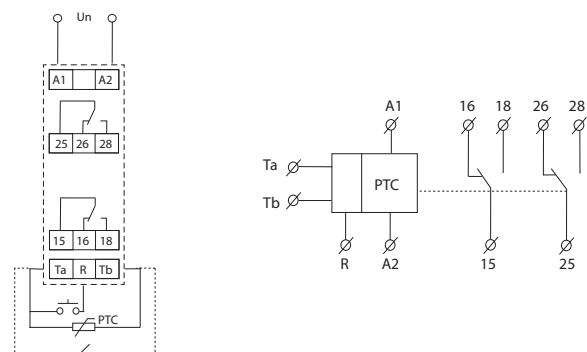 Un
A1 A2
25 26 28
15 16 18
Ta R Tb
PTC
A1 16 18 26 28
Ta
PTC
Tb
R A2 15 25